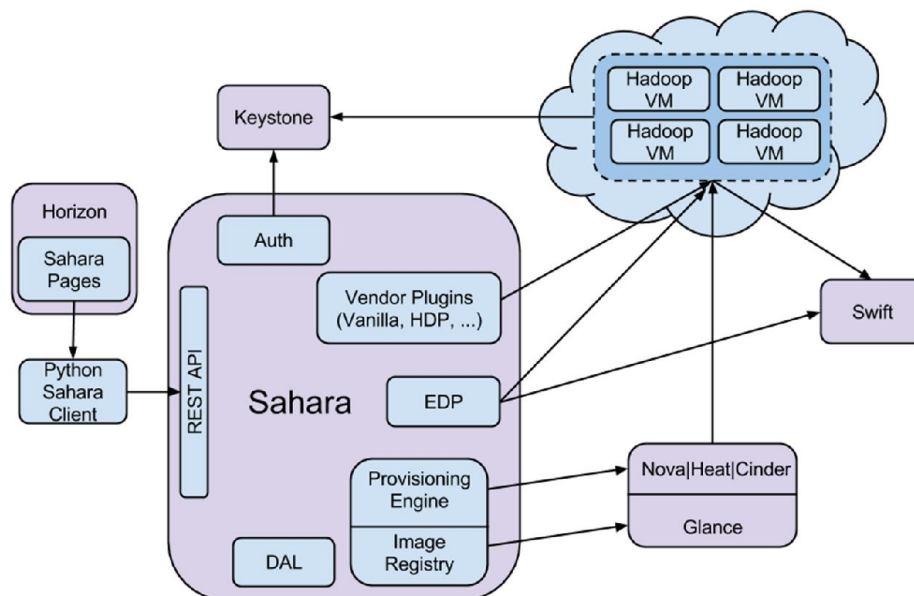 Hadoop
VM
Hadoop
VM
Hadoop
VM
Hadoop
VM
Keystone
Horizon
Sahara
Pages
Python
Sahara
Client
REST API
Auth
Vendor Plugins
(Vanilla, HDP, ...)
Sahara
EDP
Provisioning
Engine
Image
Registry
DAL
Swift
Nova|Heat|Cinder
Glance